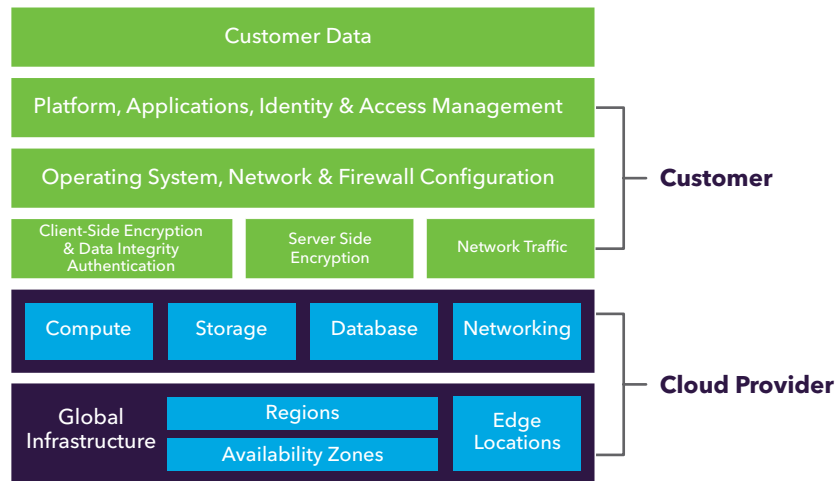 Customer Data
Platform, Applications, Identity & Access Management
Operating System, Network & Firewall Configuration
Customer
Client-Side Encryption
& Data Integrity
Authentication
Server Side
Encryption
Network Traffic
Compute
Storage
Database
Networking
Cloud Provider
Global
Infrastructure
Regions
Availability Zones
Edge
Locations